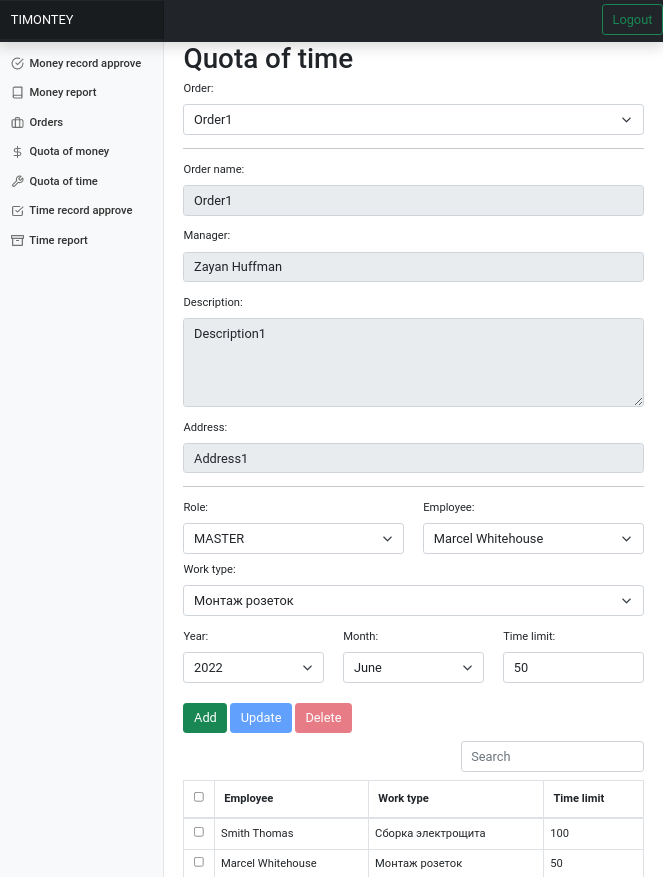 TIMONTEY
Logout
Money record approve
Money report
Orders
Quota of money
Quota of time
Time record approve
Time report
Quota of time
Order:
Order1
Order name:
Order1
Manager:
Zayan Huffman
Description:
Description1
Address:
Address1
Role: Employee:
MASTER Marcel Whitehouse
Work type:
Монтаж розеток
Year: Month: Time limit:
2022 June 50
Add Update Delete
Search
Employee Work type Time limit
Smith Thomas Сборка электрощита 100
Marcel Whitehouse Монтаж розеток 50